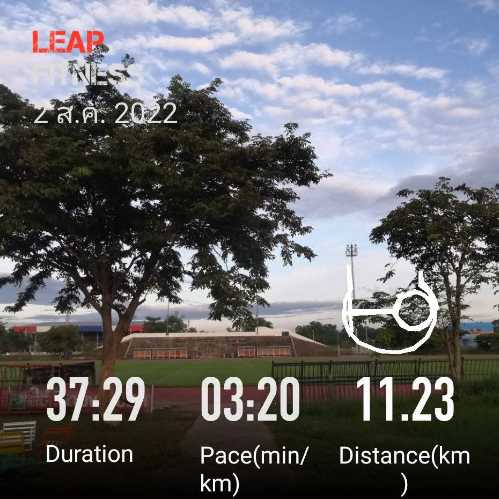 LEAP
FITNESS
2 ส.ค. 2022
37:29 03:20 11.23
Duration Pace(min/ Distance(km
km) )